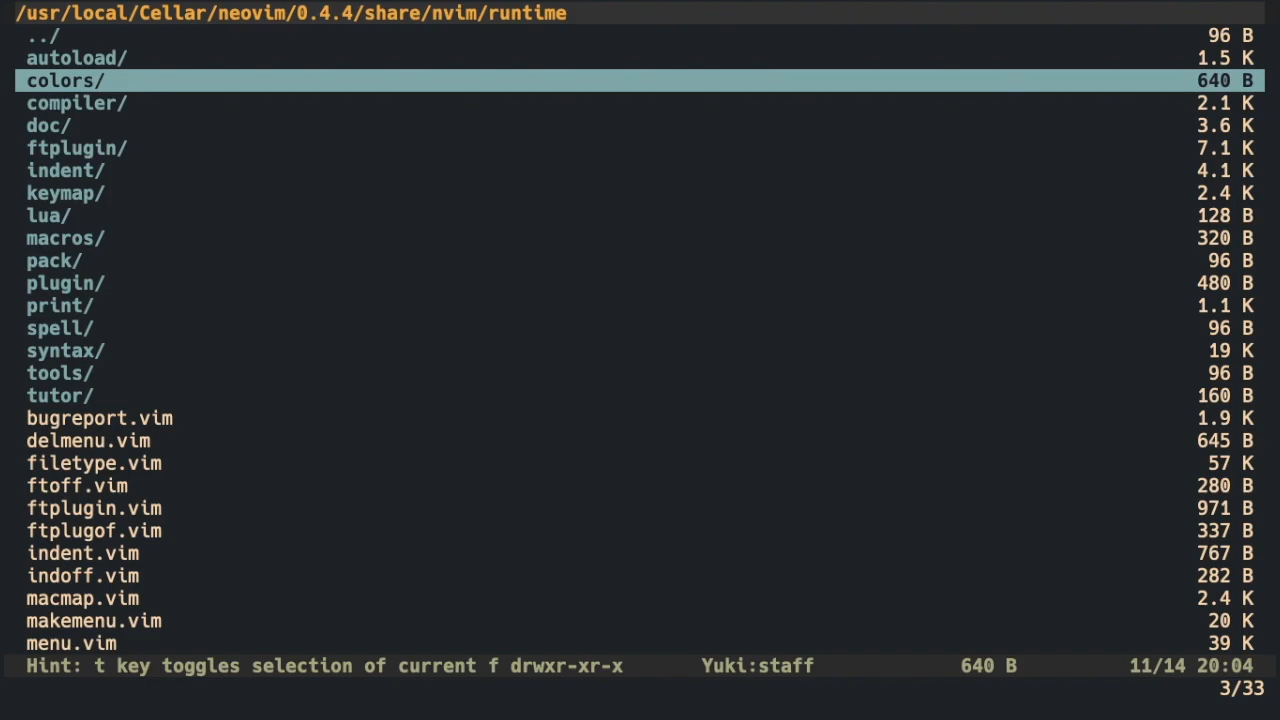 /usr/local/Cellar/neovim/0.4.4/share/nvim/runtime
../ 96 B
autoload/ 1.5 K
colors/ 640 B
compiler/ 2.1 K
doc/ 3.6 K
ftplugin/ 7.1 K
indent/ 4.1 K
keymap/ 2.4 K
lua/ 128 B
macros/ 320 B
pack/ 96 B
plugin/ 480 B
print/ 1.1 K
spell/ 96 B
syntax/ 19 K
tools/ 96 B
tutor/ 160 B
bugreport.vim 1.9 K
delmenu.vim 645 B
filetype.vim 57 K
ftoff.vim 280 B
ftplugin.vim 971 B
ftplugof.vim 337 B
indent.vim 767 B
indoff.vim 282 B
macmap.vim 2.4 K
makemenu.vim 20 K
menu.vim 39 K
Hint: t key toggles selection of current f drwxr-xr-x Yuki:staff 640 B 11/14 20:04
3/33